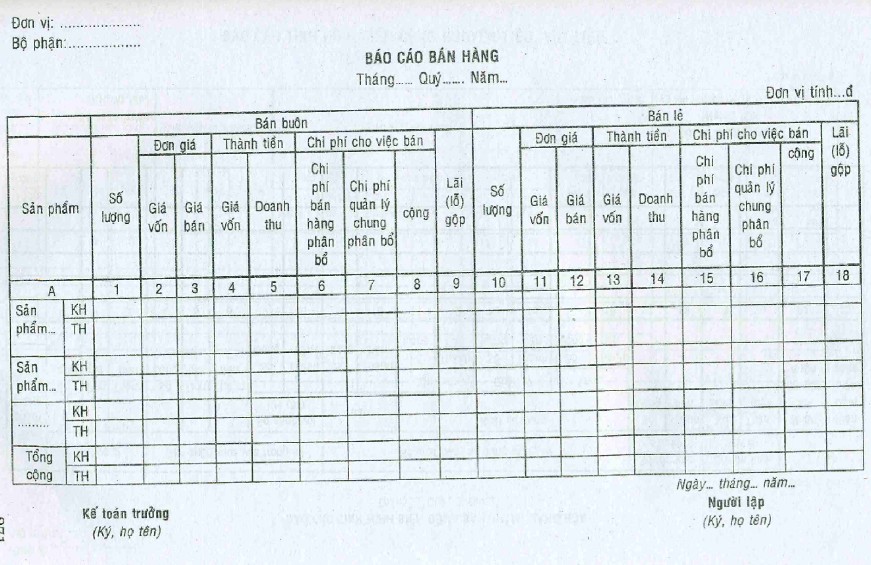 Đơn vị: .....................
Bộ phận:...................
BÁO CÁO BÁN HÀNG
Tháng...... Quý....... Năm...
Đơn vị tính...đ
Sản phẩm
Bán buôn
Bán lẻ
Số lượng
Đơn giá
Thành tiền
Chi phí cho việc bán
Lãi (lỗ) gộp
Số lượng
Đơn giá
Thành tiền
Chi phí cho việc bán
Lãi (lỗ) gộp
Giá vốn
Giá bán
Giá vốn
Doanh thu
Chi phí bán hàng phân bổ
Chi phí quản lý chung phân bổ
cộng
Giá vốn
Giá bán
Giá vốn
Doanh thu
Chi phí bán hàng phân bổ
Chi phí quản lý chung phân bổ
cộng
A 1 2 3 4 5 6 7 8 9 10 11 12 13 14 15 16 17 18
Sản phẩm... KH
TH
Sản phẩm... KH
TH
.......... KH
TH
Tổng cộng KH
TH
Ngày... tháng... năm...
Kế toán trưởng
Người lập
(Ký, họ tên)
(Ký, họ tên)